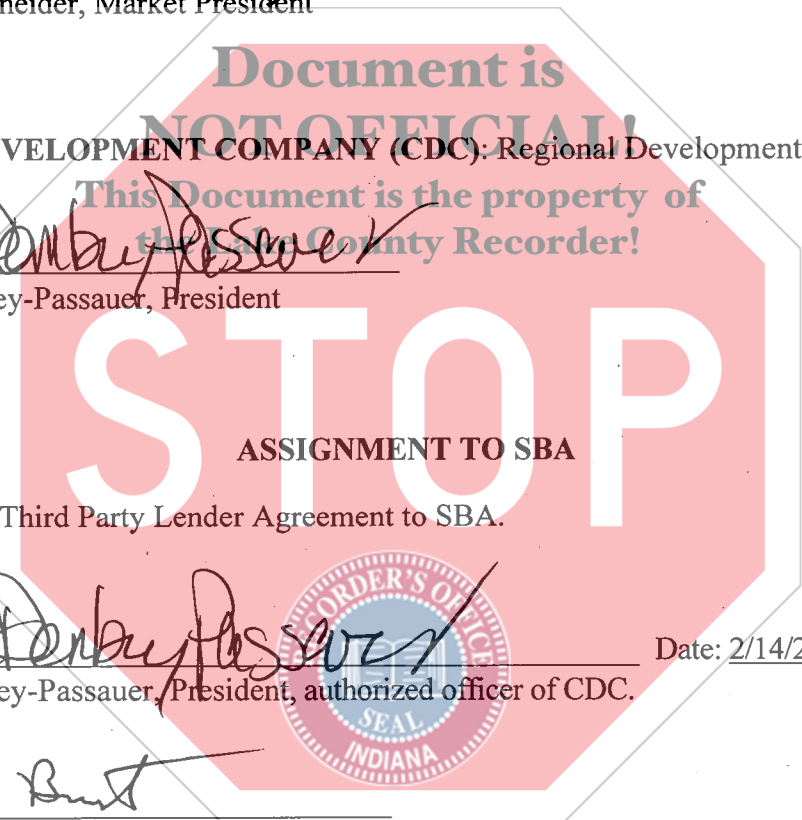 neider, Market President
Document is
NOT OFFICIAL!
VELOPMENT COMPANY (CDC): Regional Development
This Document is the property of
the Lake County Recorder!
ey-Passauer, President
STOP
ASSIGNMENT TO SBA
Third Party Lender Agreement to SBA.
RECORDER'S OFFICE
Date: 2/14/2
ey-Passauer, President, authorized officer of CDC.
SEAL
INDIANA